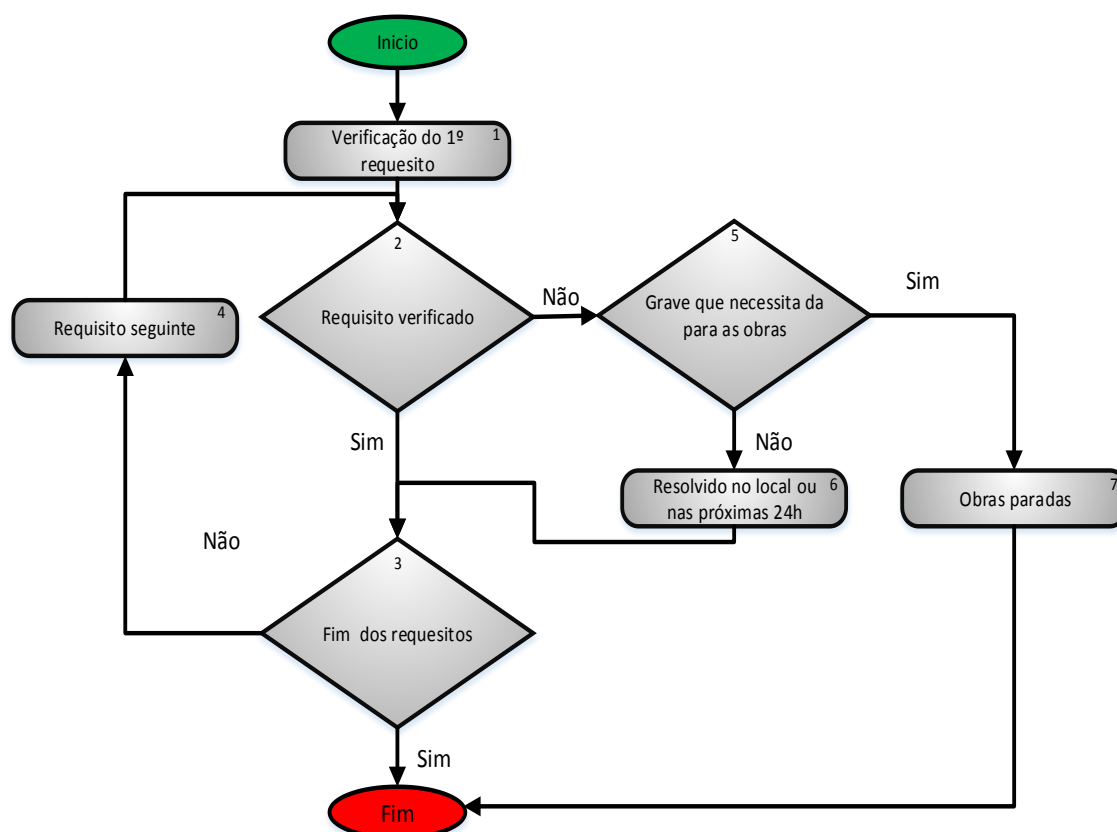 Inicio
Verificação do 1º
requesito
1
2
Requisito verificado
Não
5
Grave que necessita da
para as obras
Sim
Requisito seguinte
4
Sim
Não
Resolvido no local ou
nas próximas 24h
6
Obras paradas
7
Não
3
Fim dos requesitos
Sim
Fim